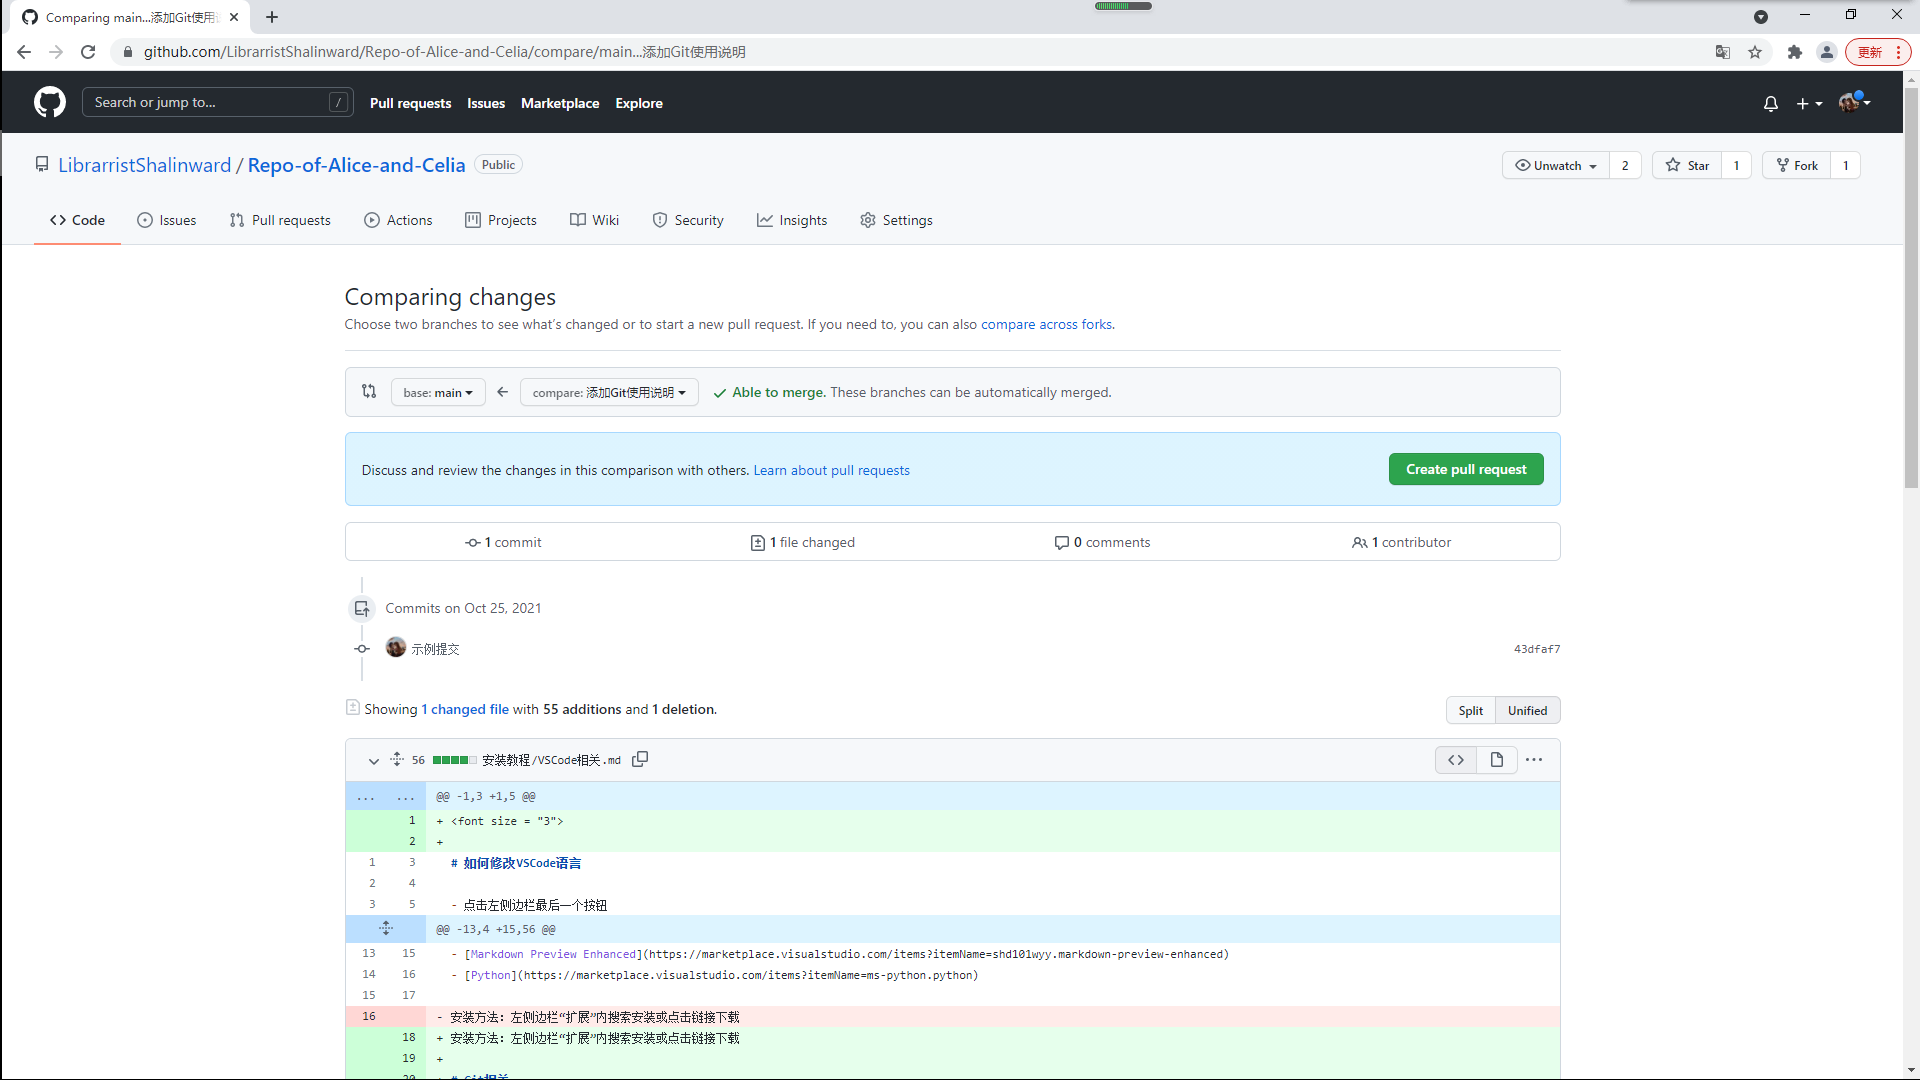 Comparing main...添加Git使用
github.com/LibrarristShalinward/Repo-of-Alice-and-Celia/compare/main...添加Git使用说明
更新
Search or jump to...
/
Pull requests
Issues
Marketplace
Explore
LibrarristShalinward / Repo-of-Alice-and-Celia
Public
Unwatch
2
Star
1
Fork
1
Code
Issues
Pull requests
Actions
Projects
Wiki
Security
Insights
Settings
Comparing changes
Choose two branches to see what's changed or to start a new pull request. If you need to, you can also compare across forks.
base: main
compare: 添加Git使用说明
Able to merge. These branches can be automatically merged.
Discuss and review the changes in this comparison with others. Learn about pull requests
Create pull request
1 commit
1 file changed
0 comments
1 contributor
Commits on Oct 25, 2021
示例提交
43dfaf7
Showing 1 changed file with 55 additions and 1 deletion.
Split
Unified
56
安装教程/VSCode相关.md
... ... @@ -1,3 +1,5 @@
1 + <font size = "3">
2 +
1 3 # 如何修改VSCode语言
2 4
3 5 - 点击左侧边栏最后一个按钮
@@ -13,4 +15,56 @@
13 15 - [Markdown Preview Enhanced](https://marketplace.visualstudio.com/items?itemName=shd101wyy.markdown-preview-enhanced)
14 16 - [Python](https://marketplace.visualstudio.com/items?itemName=ms-python.python)
15 17
16 - 安装方法：左侧边栏“扩展”内搜索安装或点击链接下载
18 + 安装方法：左侧边栏“扩展”内搜索安装或点击链接下载
19 +
20 + # Git相关